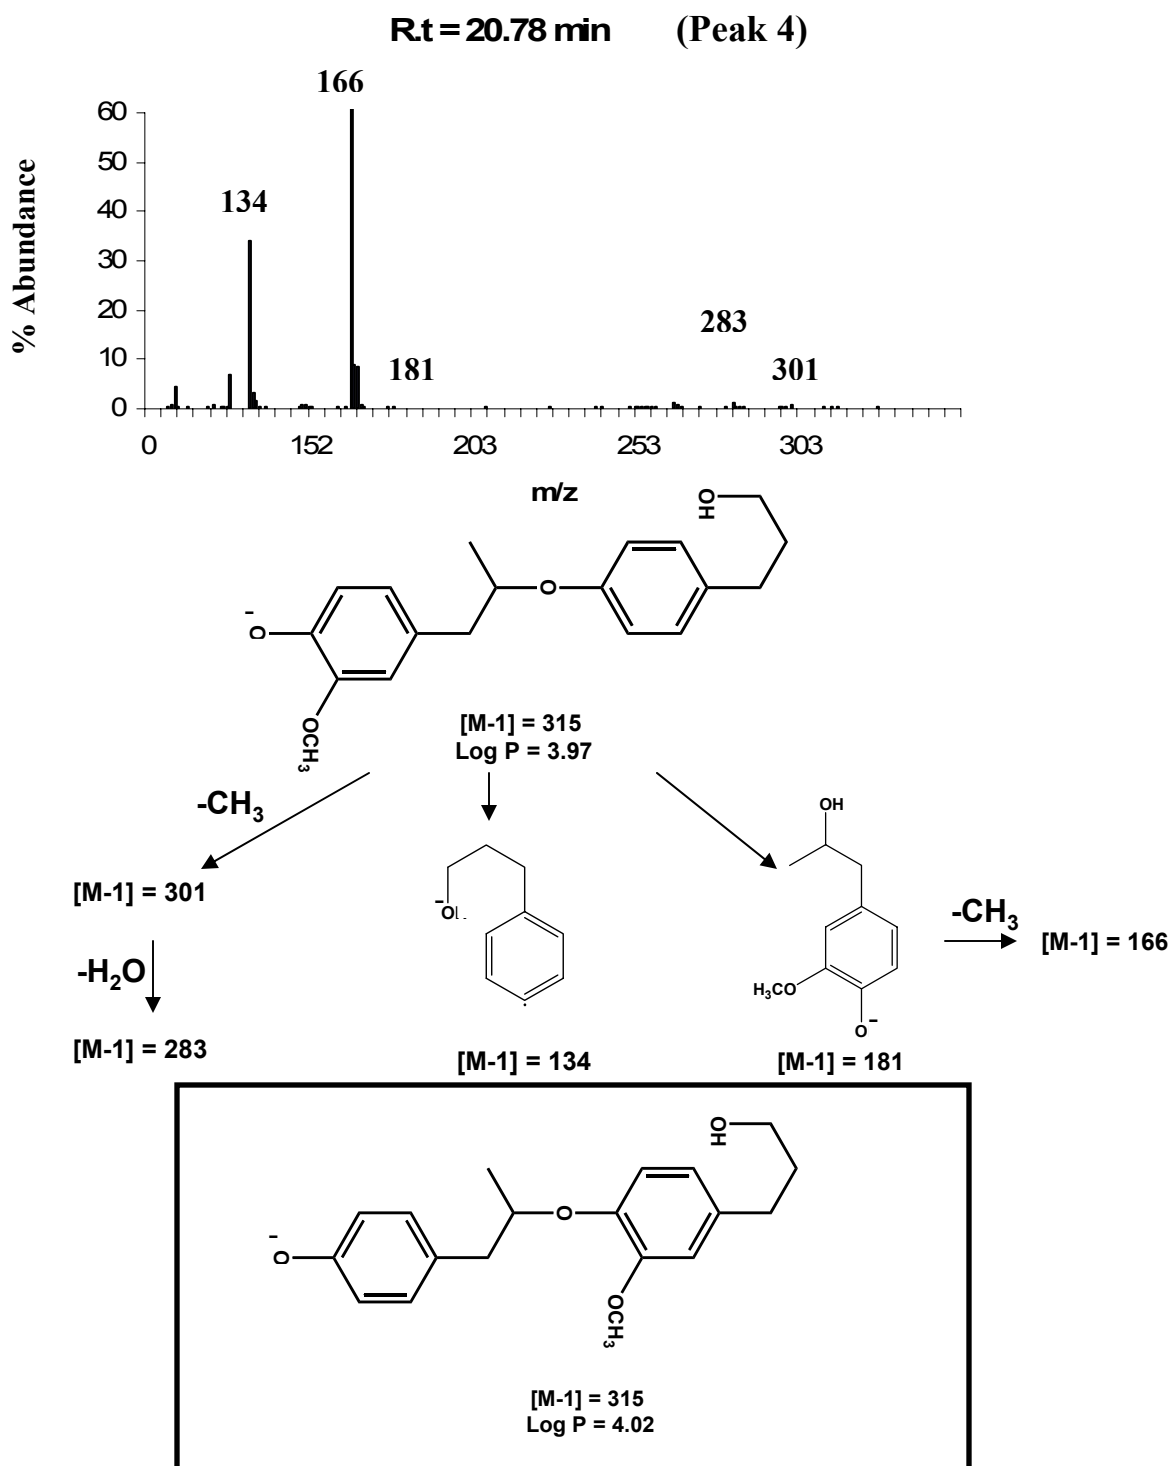 R.t = 20.78 min (Peak 4)
166
60
50
% Abundance
134
40
30
20
283
10
181
301
0
0 152 203 253 303
m/z
HO
O
O⁻
OCH3
[M-1] = 315
Log P = 3.97
-CH3
OH
[M-1] = 301
⁻O
-CH3
[M-1] = 166
-H2O
H3CO
O⁻
[M-1] = 283
[M-1] = 134
[M-1] = 181
HO
O
O⁻
OCH3
[M-1] = 315
Log P = 4.02